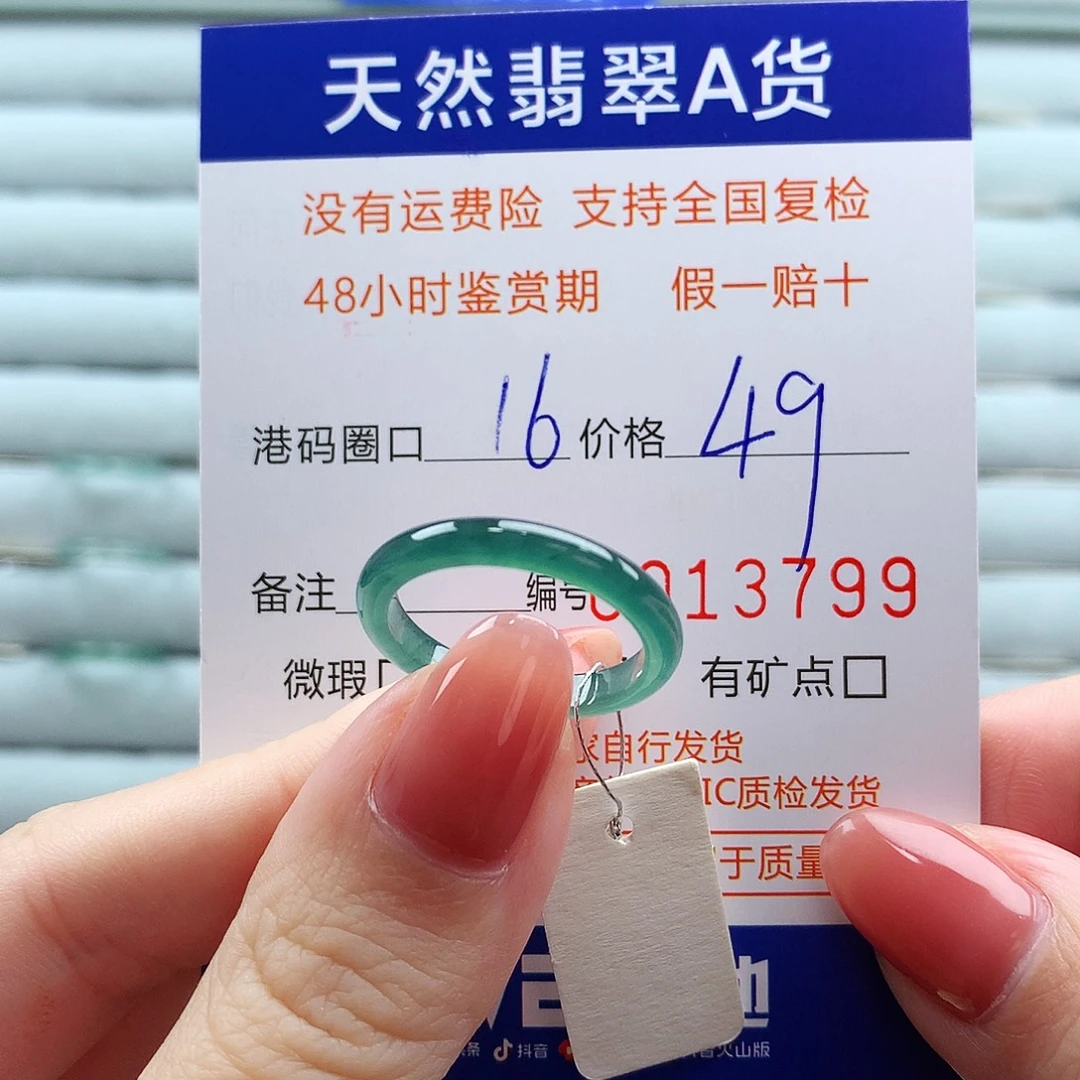 天然翡翠A货
没有运费险 支持全国复检
48小时鉴赏期 假一赔十
港码圈口 16 价格 49
备注 编号 013799
微瑕 有矿点
自行发货
IC质检发货
于质量
抖音 火山版